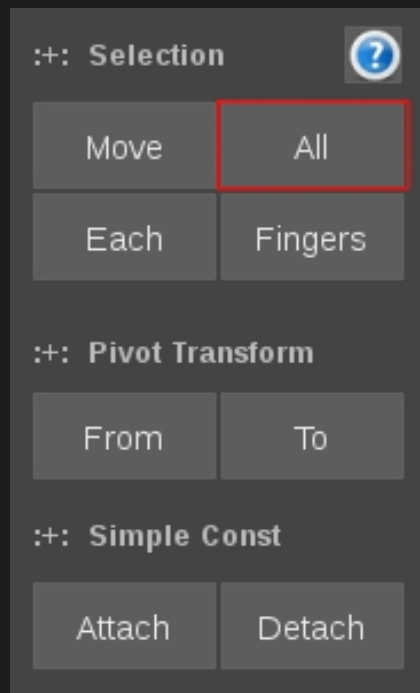 :+: Selection ?
Move All
Each Fingers
:+: Pivot Transform
From To
:+: Simple Const
Attach Detach